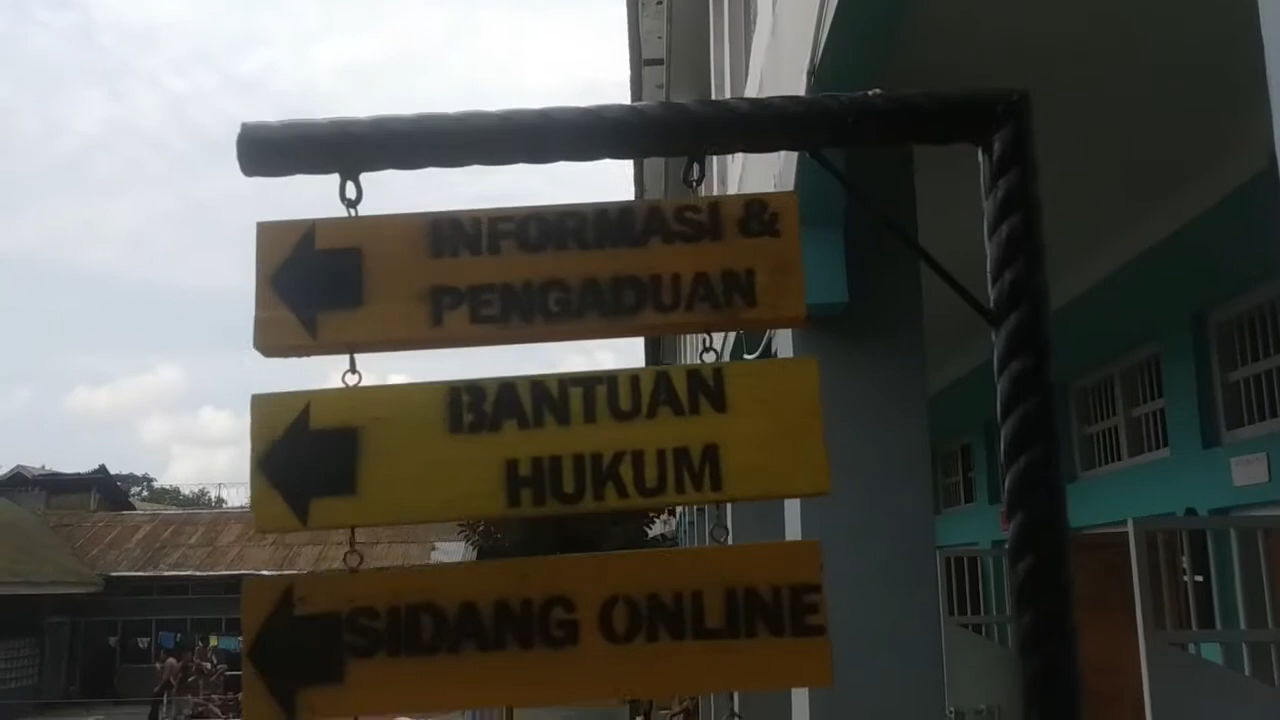 INFORMASI &
PENGADUAN
BANTUAN
HUKUM
SIDANG ONLINE